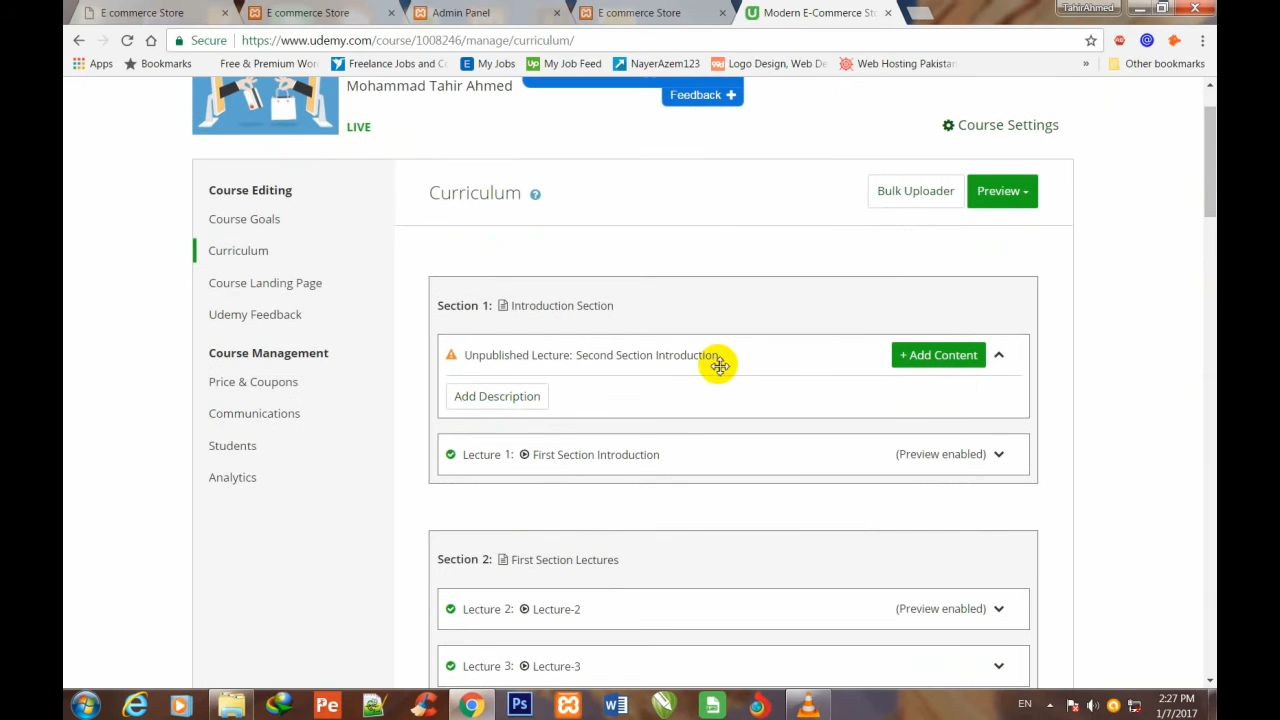 E commerce Store
E commerce Store
Admin Panel
E commerce Store
Modern E-Commerce Sto
TahirAhmed
Secure
https://www.udemy.com/course/1008246/manage/curriculum/
Apps
Bookmarks
Free & Premium Wor
Freelance Jobs and Co
My Jobs
My Job Feed
NayerAzem123
Logo Design, Web De
Web Hosting Pakistan
»
Other bookmarks
Mohammad Tahir Ahmed
Feedback +
LIVE
Course Settings
Course Editing
Course Goals
Curriculum
Course Landing Page
Udemy Feedback
Course Management
Price & Coupons
Communications
Students
Analytics
Curriculum ?
Bulk Uploader
Preview
Section 1: Introduction Section
Unpublished Lecture: Second Section Introduction
+ Add Content
Add Description
Lecture 1: First Section Introduction
(Preview enabled)
Section 2: First Section Lectures
Lecture 2: Lecture-2
(Preview enabled)
Lecture 3: Lecture-3
Pe
Ps
EN
2:27 PM
1/7/2017